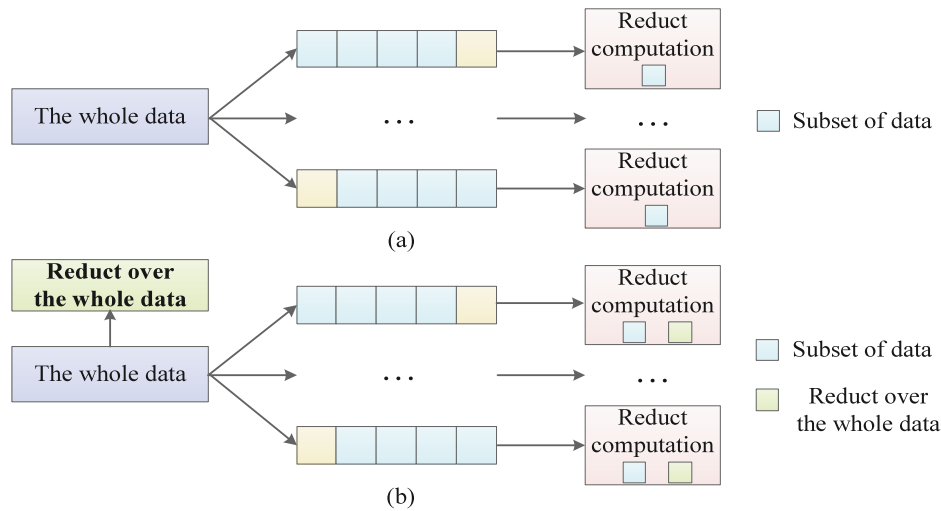 Reduct
computation
The whole data
. . .
. . .
Subset of data
Reduct
computation
(a)
Reduct over
the whole data
Reduct
computation
The whole data
. . .
. . .
Subset of data
Reduct over
the whole data
Reduct
computation
(b)